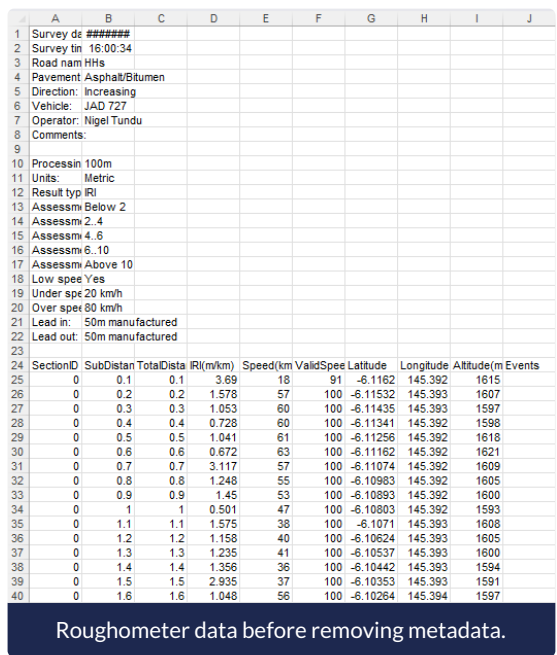 A B C D E F G H I J
1 Survey da #######
2 Survey tin 16:00:34
3 Road nam HHs
4 Pavement Asphalt/Bitumen
5 Direction: Increasing
6 Vehicle: JAD 727
7 Operator: Nigel Tundu
8 Comments:
9
10 Processin 100m
11 Units: Metric
12 Result typ IRI
13 Assessme Below 2
14 Assessme 2..4
15 Assessme 4..6
16 Assessme 6..10
17 Assessme Above 10
18 Low spee Yes
19 Under spe 20 km/h
20 Over spee 80 km/h
21 Lead in: 50m manufactured
22 Lead out: 50m manufactured
23
24 SectionID SubDistan TotalDista IRI(m/km) Speed(km ValidSpee Latitude Longitude Altitude(m Events
25 0 0.1 0.1 3.69 18 91 -6.1162 145.392 1615
26 0 0.2 0.2 1.578 57 100 -6.11532 145.392 1607
27 0 0.3 0.3 1.053 60 100 -6.11435 145.393 1597
28 0 0.4 0.4 0.728 60 100 -6.11341 145.392 1598
29 0 0.5 0.5 1.041 61 100 -6.11256 145.392 1618
30 0 0.6 0.6 0.672 63 100 -6.11162 145.392 1621
31 0 0.7 0.7 3.117 57 100 -6.11074 145.392 1609
32 0 0.8 0.8 1.248 55 100 -6.10983 145.392 1605
33 0 0.9 0.9 1.45 53 100 -6.10893 145.392 1600
34 0 1 1 0.501 47 100 -6.10803 145.392 1593
35 0 1.1 1.1 1.575 38 100 -6.1071 145.393 1608
36 0 1.2 1.2 1.158 40 100 -6.10624 145.393 1605
37 0 1.3 1.3 1.235 41 100 -6.10537 145.393 1600
38 0 1.4 1.4 1.356 36 100 -6.10442 145.393 1594
39 0 1.5 1.5 2.935 37 100 -6.10353 145.393 1591
40 0 1.6 1.6 1.048 56 100 -6.10264 145.394 1597
Roughometer data before removing metadata.